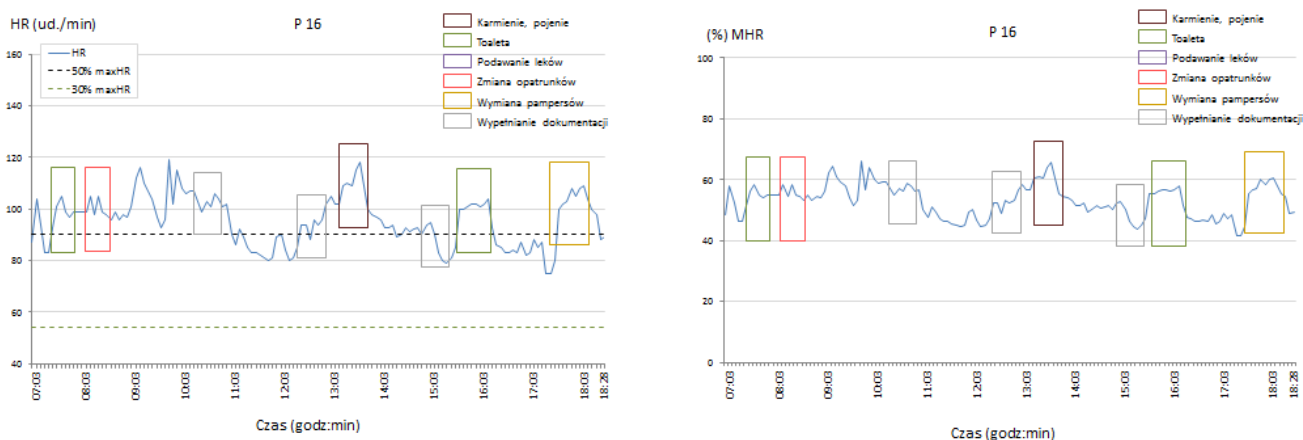 HR (ud./min)
P 16
Karmienie, pojenie
Toaleta
Podawanie leków
Zmiana opatrunków
Wymiana pampersów
Wypełnianie dokumentacji
HR
50% maxHR
30% maxHR
160
140
120
100
80
60
40
07:03
08:03
09:03
10:03
11:03
12:03
13:03
14:03
15:03
16:03
17:03
18:03
18:28
Czas (godz:min)
(%) MHR
P 16
Karmienie, pojenie
Toaleta
Podawanie leków
Zmiana opatrunków
Wymiana pampersów
Wypełnianie dokumentacji
100
80
60
40
20
0
07:03
08:03
09:03
10:03
11:03
12:03
13:03
14:03
15:03
16:03
17:03
18:03
18:28
Czas (godz:min)